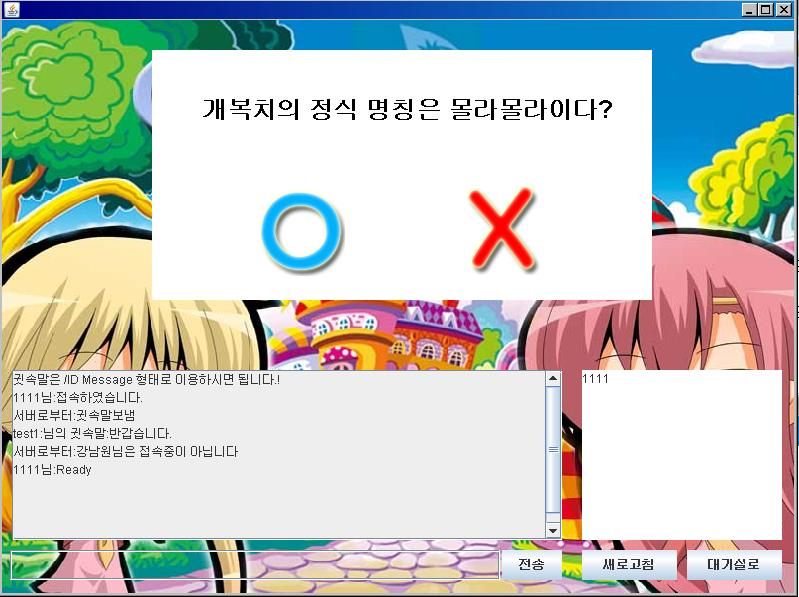 개복치의 정식 명칭은 몰라몰라이다?
귓속말은 /ID Message 형태로 이용하시면 됩니다.!
1111님:접속하였습니다.
서버로부터:귓속말보냄
test1:님의 귓속말:반갑습니다.
서버로부터:강남원님은 접속중이 아닙니다
1111님:Ready
1111
전송
새로고침
대기실로